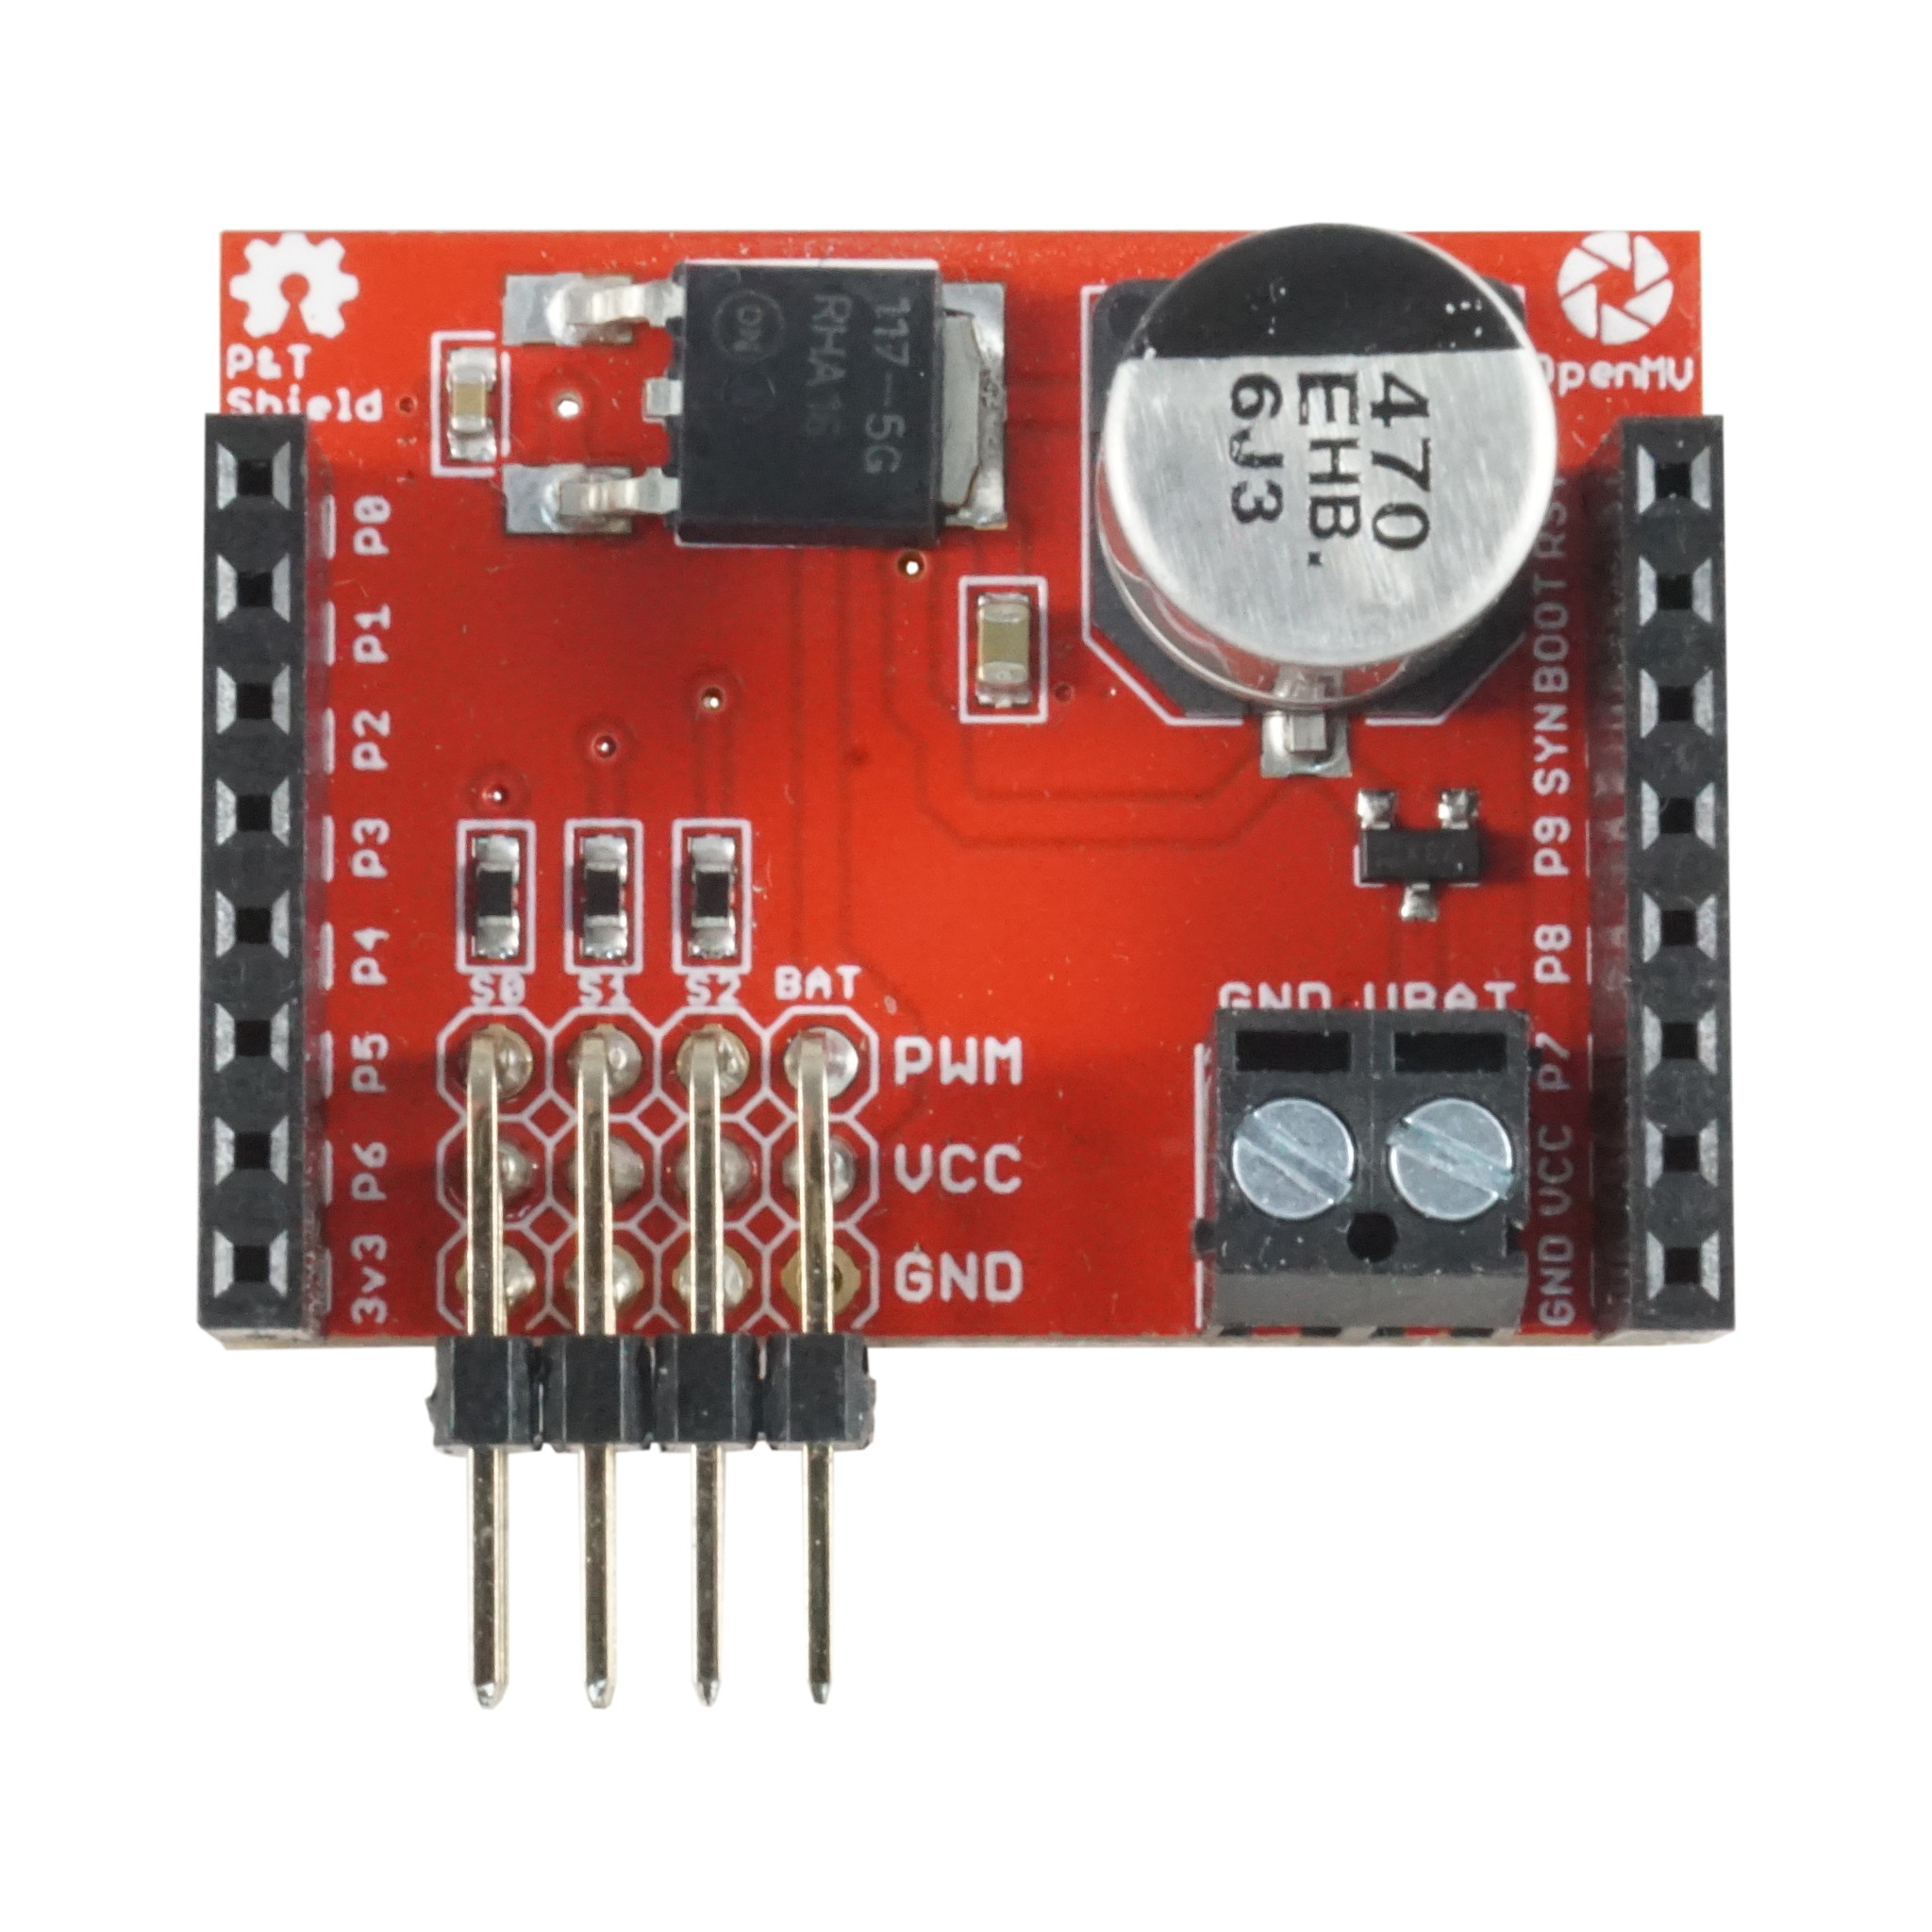 P&T
Shield
OpenMV
117-5G
RHA16
ON
470
EHB.
6J3
P0
P1
P2
P3
P4
P5
P6
3v3
RST
BOOT
SYN
P9
P8
P7
VCC
GND
S0 S1 S2 BAT
PWM
VCC
GND
GND VBAT